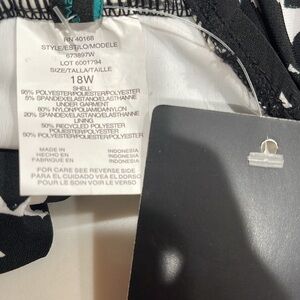 RN 40168
STYLE/ESTILO/MODELE
673897W
LOT 6001794
SIZE/TALLA/TAILLE
18W
SHELL
95% POLYESTER/POLIESTER/POLYESTER
5% SPANDEX/ELASTANO/ELASTHANNE
UNDER GARMENT
80% NYLON/POLIAMIDA/NYLON
20% SPANDEX/ELASTANO/ELASTHANNE
LINING
50% RECYCLED POLYESTER
POLIESTER/POLYESTER
50% POLYESTER/POLIESTER/POLYESTER
MADE IN INDONESIA
HECHO EN INDONESIA
FABRIQUE EN INDONESIE
FOR CARE SEE REVERSE SIDE
PARA EL CUIDADO VEA EL DORSO
POUR LE SOIN VOIR LE VERSO